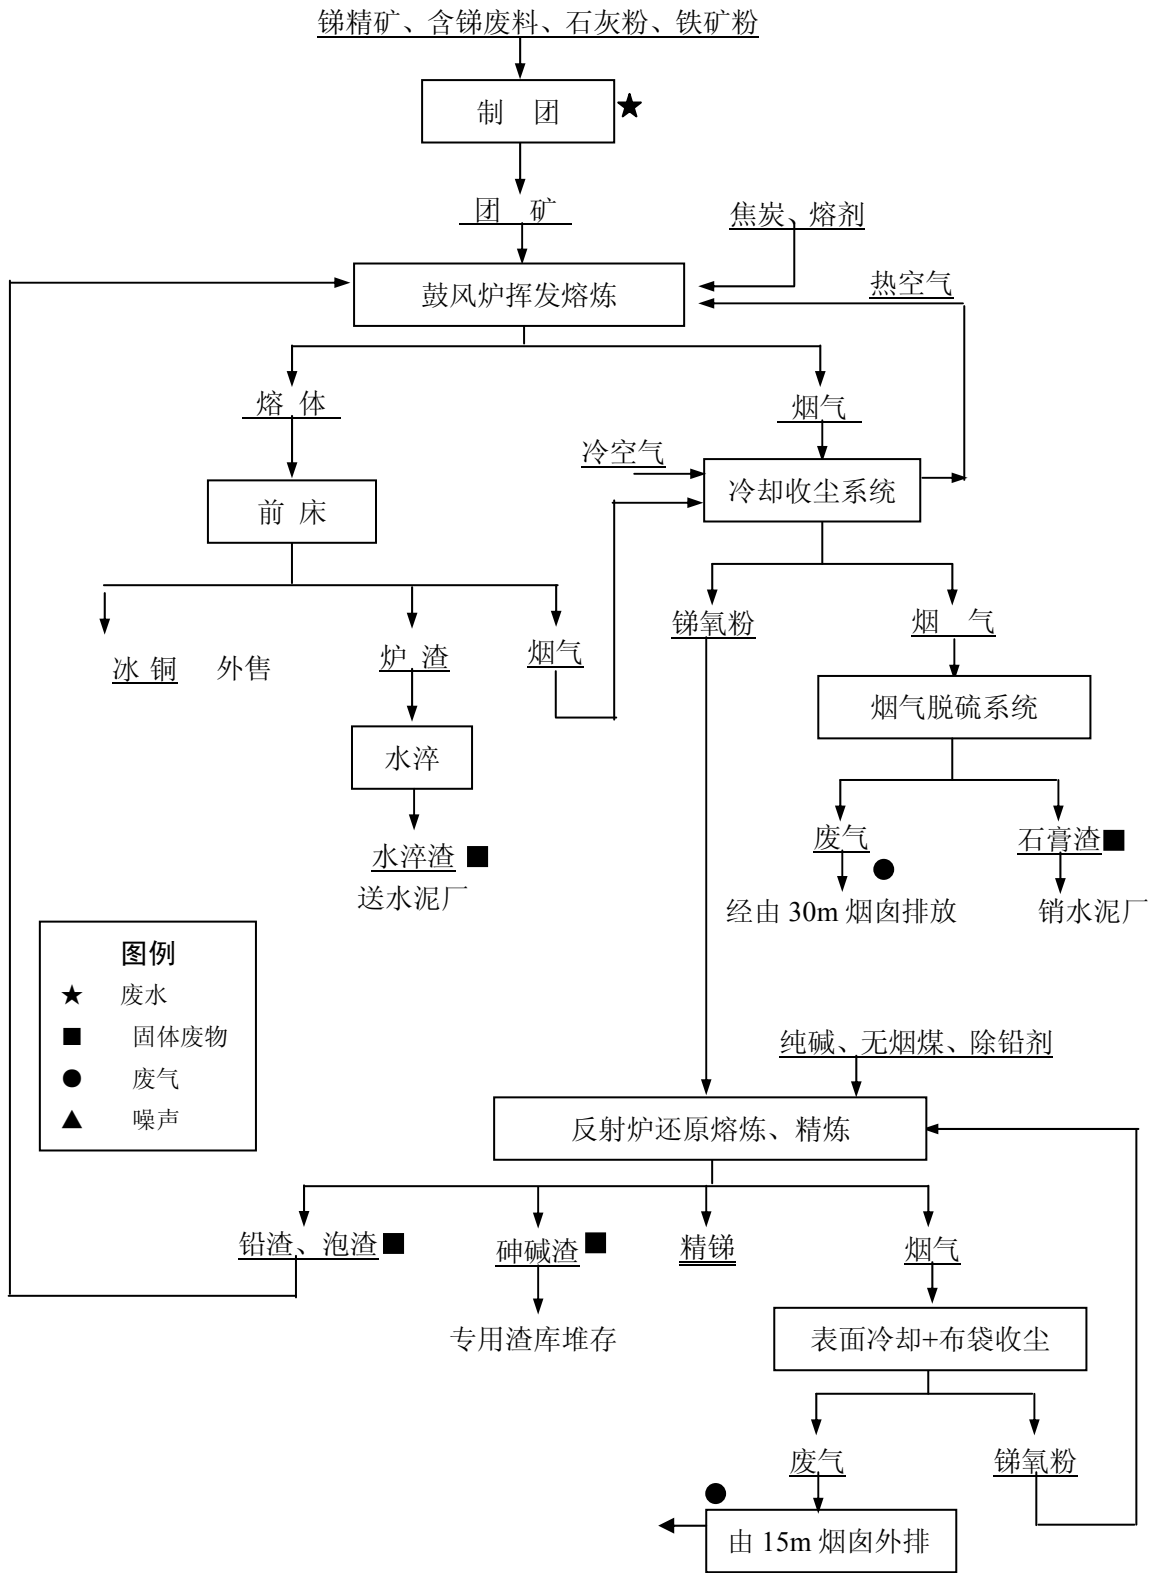 锑精矿、含锑废料、石灰粉、铁矿粉
制 团
团 矿
焦炭、熔剂
鼓风炉挥发熔炼
热空气
熔 体
烟气
冷空气
冷却收尘系统
前 床
锑氧粉
烟 气
冰 铜 外售
炉 渣
烟气
烟气脱硫系统
水淬
废气
石膏渣
水淬渣
送水泥厂
经由 30m 烟囱排放
销水泥厂
图例
废水
固体废物
废气
噪声
纯碱、无烟煤、除铅剂
反射炉还原熔炼、精炼
铅渣、泡渣
砷碱渣
精锑
烟气
专用渣库堆存
表面冷却+布袋收尘
废气
锑氧粉
由 15m 烟囱外排